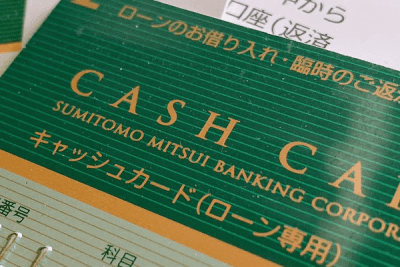 から
口座(返済
ローンのお借り入れ・臨時のご返
CASH CA
SUMITOMO MITSUI BANKING CORPOR
キャッシュカード(ローン専用)
番号
科目